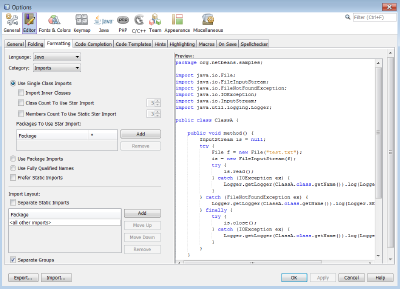 Options
General Editor Fonts & Colors Keymap Java PHP C/C++ Team Appearance Miscellaneous
Filter (Ctrl+F)
General Folding Formatting Code Completion Code Templates Hints Highlighting Macros On Save Spellchecker
Language: Java
Category: Imports
Use Single Class Imports
Import Inner Classes
Class Count To Use Star Import 5
Members Count To Use Static Star Import 3
Packages To Use Star Import:
Package *
Add
Remove
Use Package Imports
Use Fully Qualified Names
Prefer Static Imports
Import Layout:
Separate Static Imports
Package
<all other imports>
Add
Move Up
Move Down
Remove
Separate Groups
Preview:
package org.netbeans.samples;
import java.io.File;
import java.io.FileInputStream;
import java.io.FileNotFoundException;
import java.io.IOException;
import java.io.InputStream;
import java.util.logging.Logger;
public class ClassA {
public void method() {
InputStream is = null;
try {
File f = new File("test.txt");
is = new FileInputStream(f);
try {
is.read();
} catch (IOException ex) {
Logger.getLogger(ClassA.class.getName()).log(Logge
}
} catch (FileNotFoundException ex) {
Logger.getLogger(ClassA.class.getName()).log(Logger.SE
} finally {
try {
is.close();
} catch (IOException ex) {
Logger.getLogger(ClassA.class.getName()).log(Logge
}
}
}
Export... Import... OK Apply Cancel Help